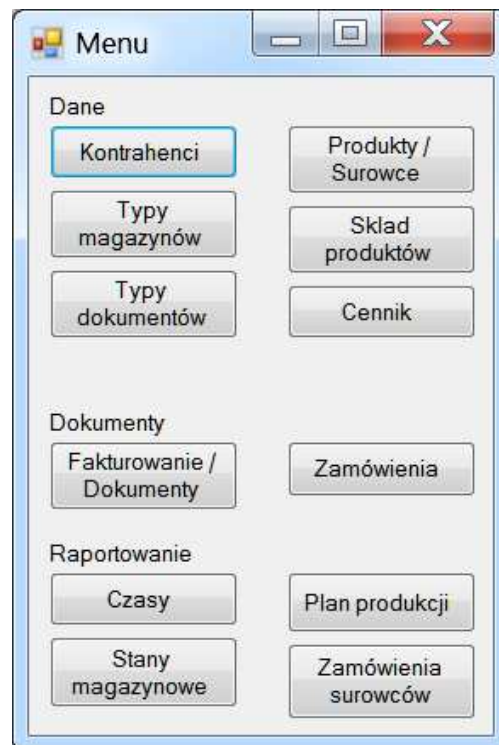 Menu
Dane
Kontrahenci
Produkty /
Surowce
Typy
magazynów
Sklad
produktów
Typy
dokumentów
Cennik
Dokumenty
Fakturowanie /
Dokumenty
Zamówienia
Raportowanie
Czasy
Plan produkcji
Stany
magazynowe
Zamówienia
surowców